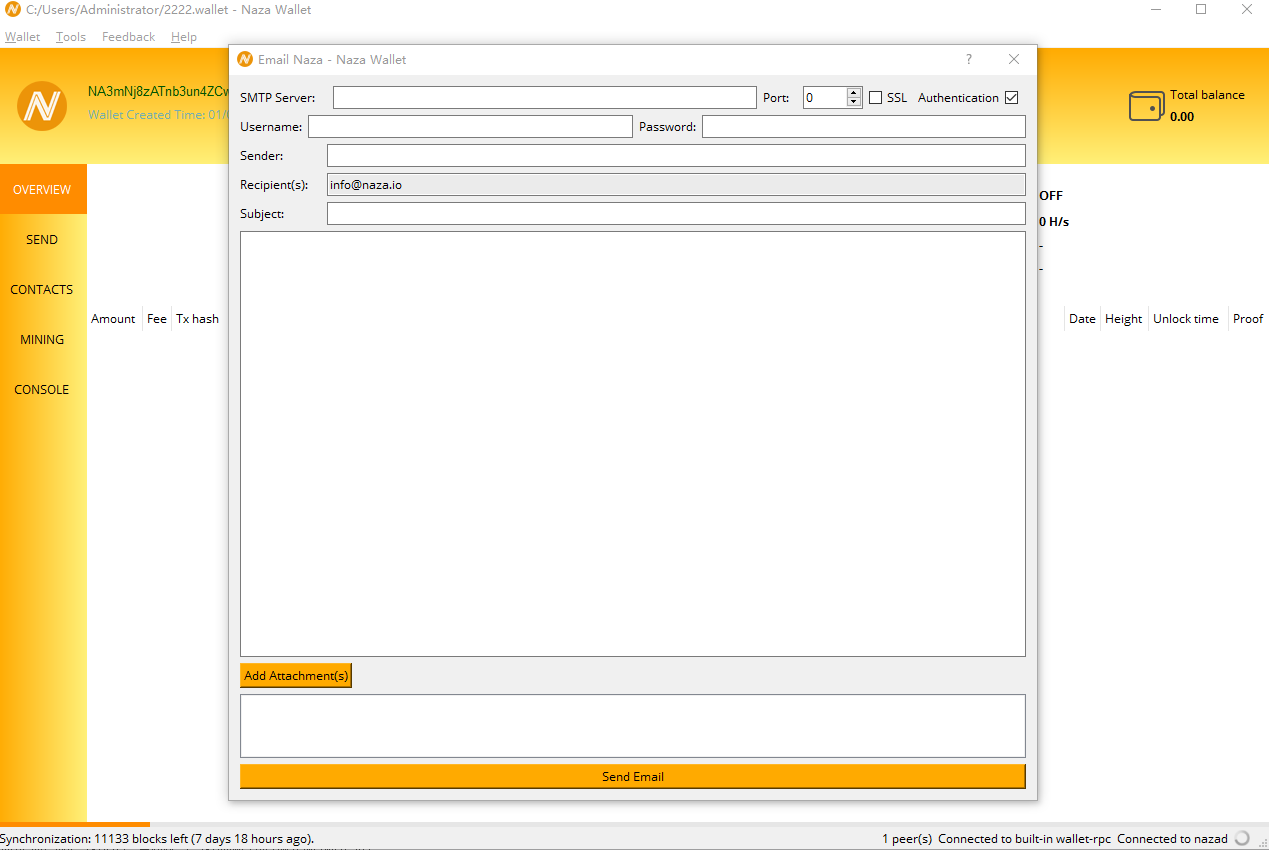 C:/Users/Administrator/2222.wallet - Naza Wallet
Wallet Tools Feedback Help
Email Naza - Naza Wallet
NA3mNj8zATnb3un4ZCw
Wallet Created Time: 01/0
SMTP Server: Port: 0 SSL Authentication
Username: Password:
Sender:
Recipient(s): info@naza.io
Subject:
Total balance
0.00
OVERVIEW
SEND
CONTACTS
MINING
CONSOLE
OFF
0 H/s
-
-
Amount Fee Tx hash Date Height Unlock time Proof
Add Attachment(s)
Send Email
Synchronization: 11133 blocks left (7 days 18 hours ago). 1 peer(s) Connected to built-in wallet-rpc Connected to nazad